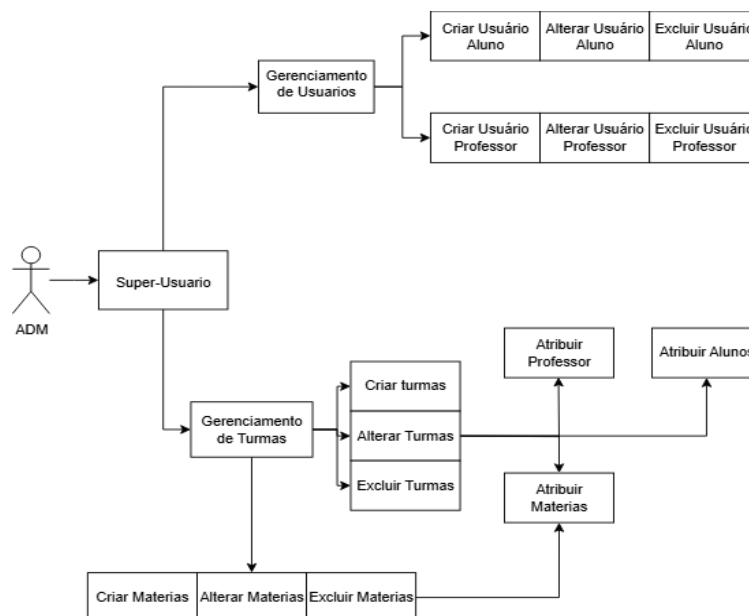 Criar Usuário
Aluno
Alterar Usuário
Aluno
Excluir Usuário
Aluno
Gerenciamento
de Usuarios
Criar Usuário
Professor
Alterar Usuário
Professor
Excluir Usuário
Professor
Super-Usuario
ADM
Atribuir
Professor
Atribuir Alunos
Criar turmas
Gerenciamento
de Turmas
Alterar Turmas
Excluir Turmas
Atribuir
Materias
Criar Materias
Alterar Materias
Excluir Materias